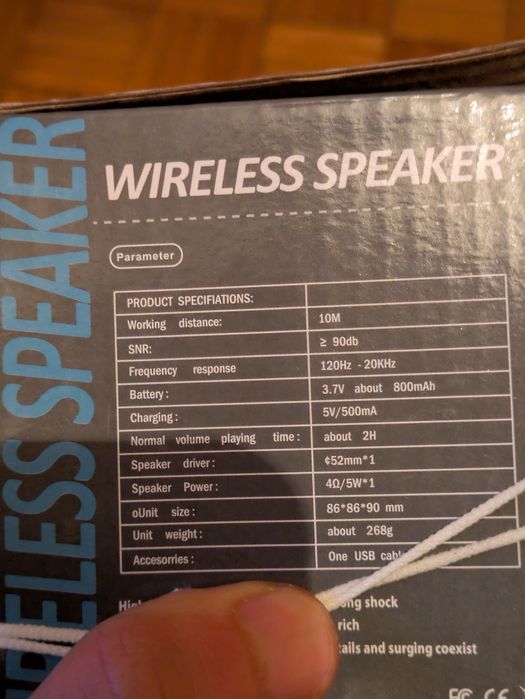 WIRELESS SPEAKER
WIRELESS SPEAKER
Parameter
PRODUCT SPECIFIATIONS:
Working distance: 10M
SNR: ≥ 90db
Frequency response 120Hz - 20KHz
Battery: 3.7V about 800mAh
Charging: 5V/500mA
Normal volume playing time: about 2H
Speaker driver: ¢52mm*1
Speaker Power: 4Ω/5W*1
oUnit size: 86*86*90 mm
Unit weight: about 268g
Accesorries: One USB
shock
rich
and surging coexist
FC CE